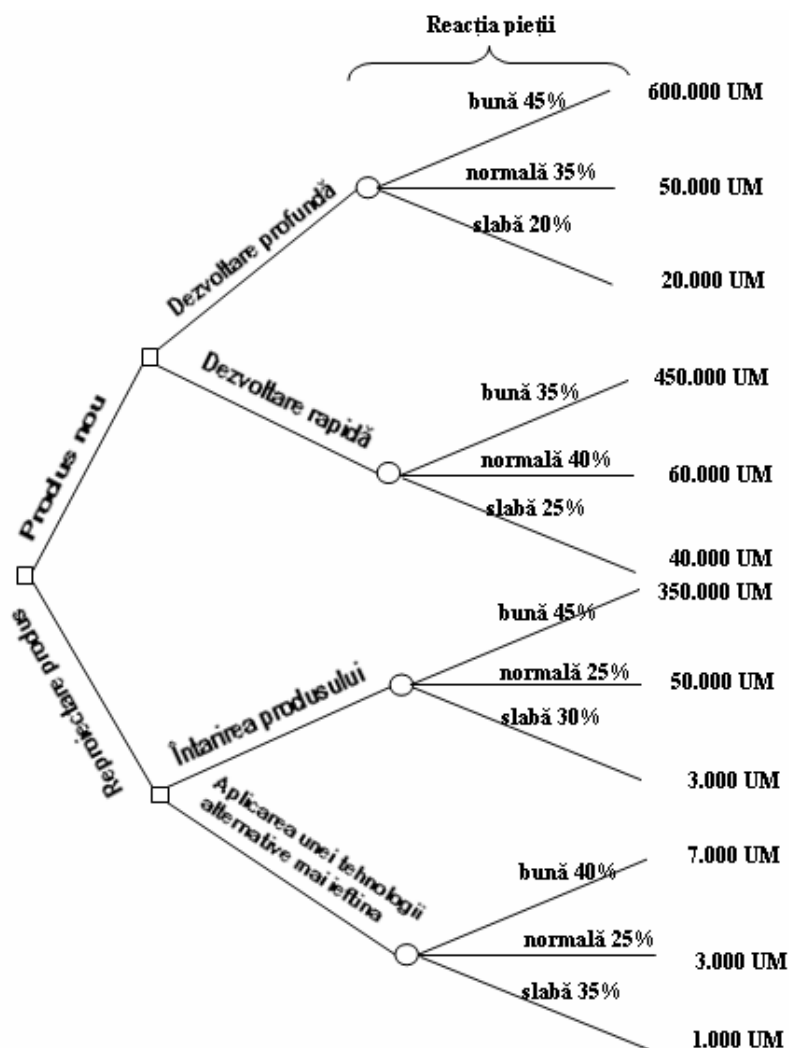 Reacția pieții
bună 45%
600.000 UM
normală 35%
50.000 UM
slabă 20%
20.000 UM
Dezvoltare profundă
Dezvoltare rapidă
bună 35%
450.000 UM
normală 40%
60.000 UM
slabă 25%
40.000 UM
Produs nou
Reproiectare produs
bună 45%
350.000 UM
normală 25%
50.000 UM
slabă 30%
3.000 UM
Întarirea produsului
Aplicarea unei tehnologii
alternative mai ieftina
bună 40%
7.000 UM
normală 25%
3.000 UM
slabă 35%
1.000 UM